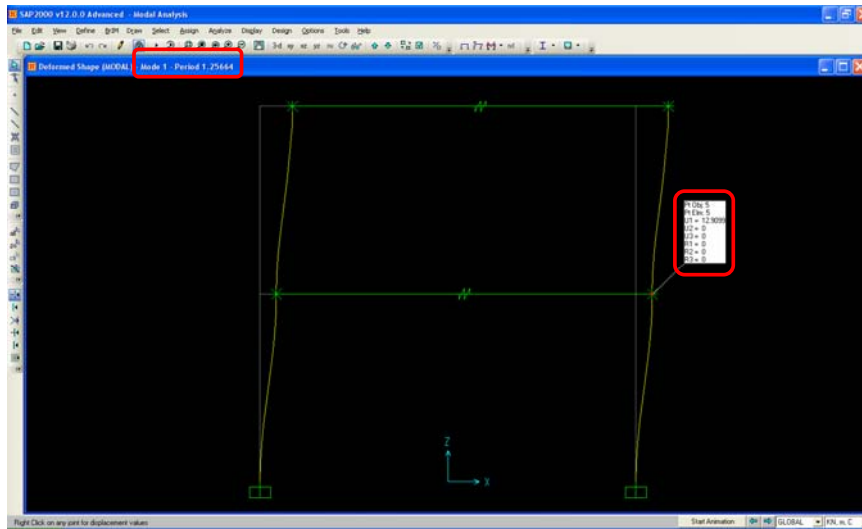 SAP2000 v12.0.0 Advanced - Modal Analysis
File Edit View Define Bridge Draw Select Assign Analyze Display Design Options Tools Help
Deformed Shape (MODAL) - Mode 1 - Period 1.25664
Pt Obj: 5
Pt Elm: 5
U1 = 12.9099
U2 = 0
U3 = 0
R1 = 0
R2 = 0
R3 = 0
Z
X
Right Click on any joint for displacement values
Start Animation
GLOBAL
KN, m, C